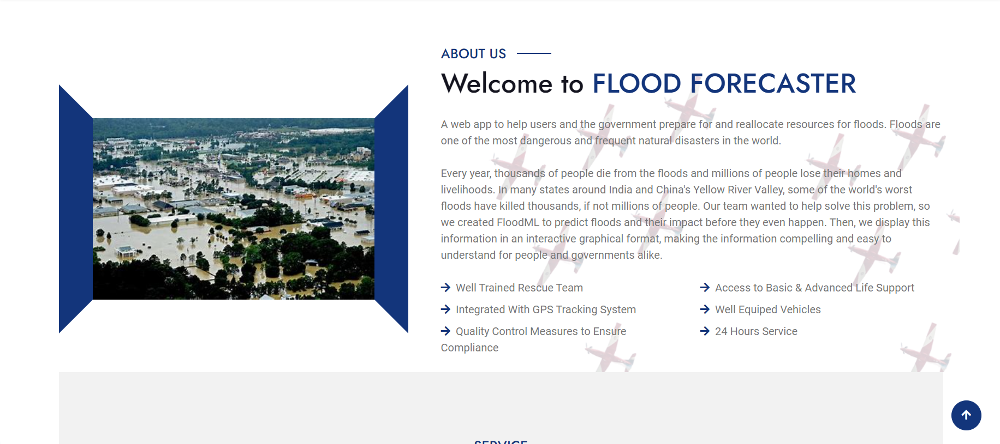 ABOUT US
Welcome to FLOOD FORECASTER
A web app to help users and the government prepare for and reallocate resources for floods. Floods are
one of the most dangerous and frequent natural disasters in the world.
Every year, thousands of people die from the floods and millions of people lose their homes and
livelihoods. In many states around India and China's Yellow River Valley, some of the world's worst
floods have killed thousands, if not millions of people. Our team wanted to help solve this problem, so
we created FloodML to predict floods and their impact before they even happen. Then, we display this
information in an interactive graphical format, making the information compelling and easy to
understand for people and governments alike.
Well Trained Rescue Team
Access to Basic & Advanced Life Support
Integrated With GPS Tracking System
Well Equiped Vehicles
Quality Control Measures to Ensure
Compliance
24 Hours Service
SERVICE